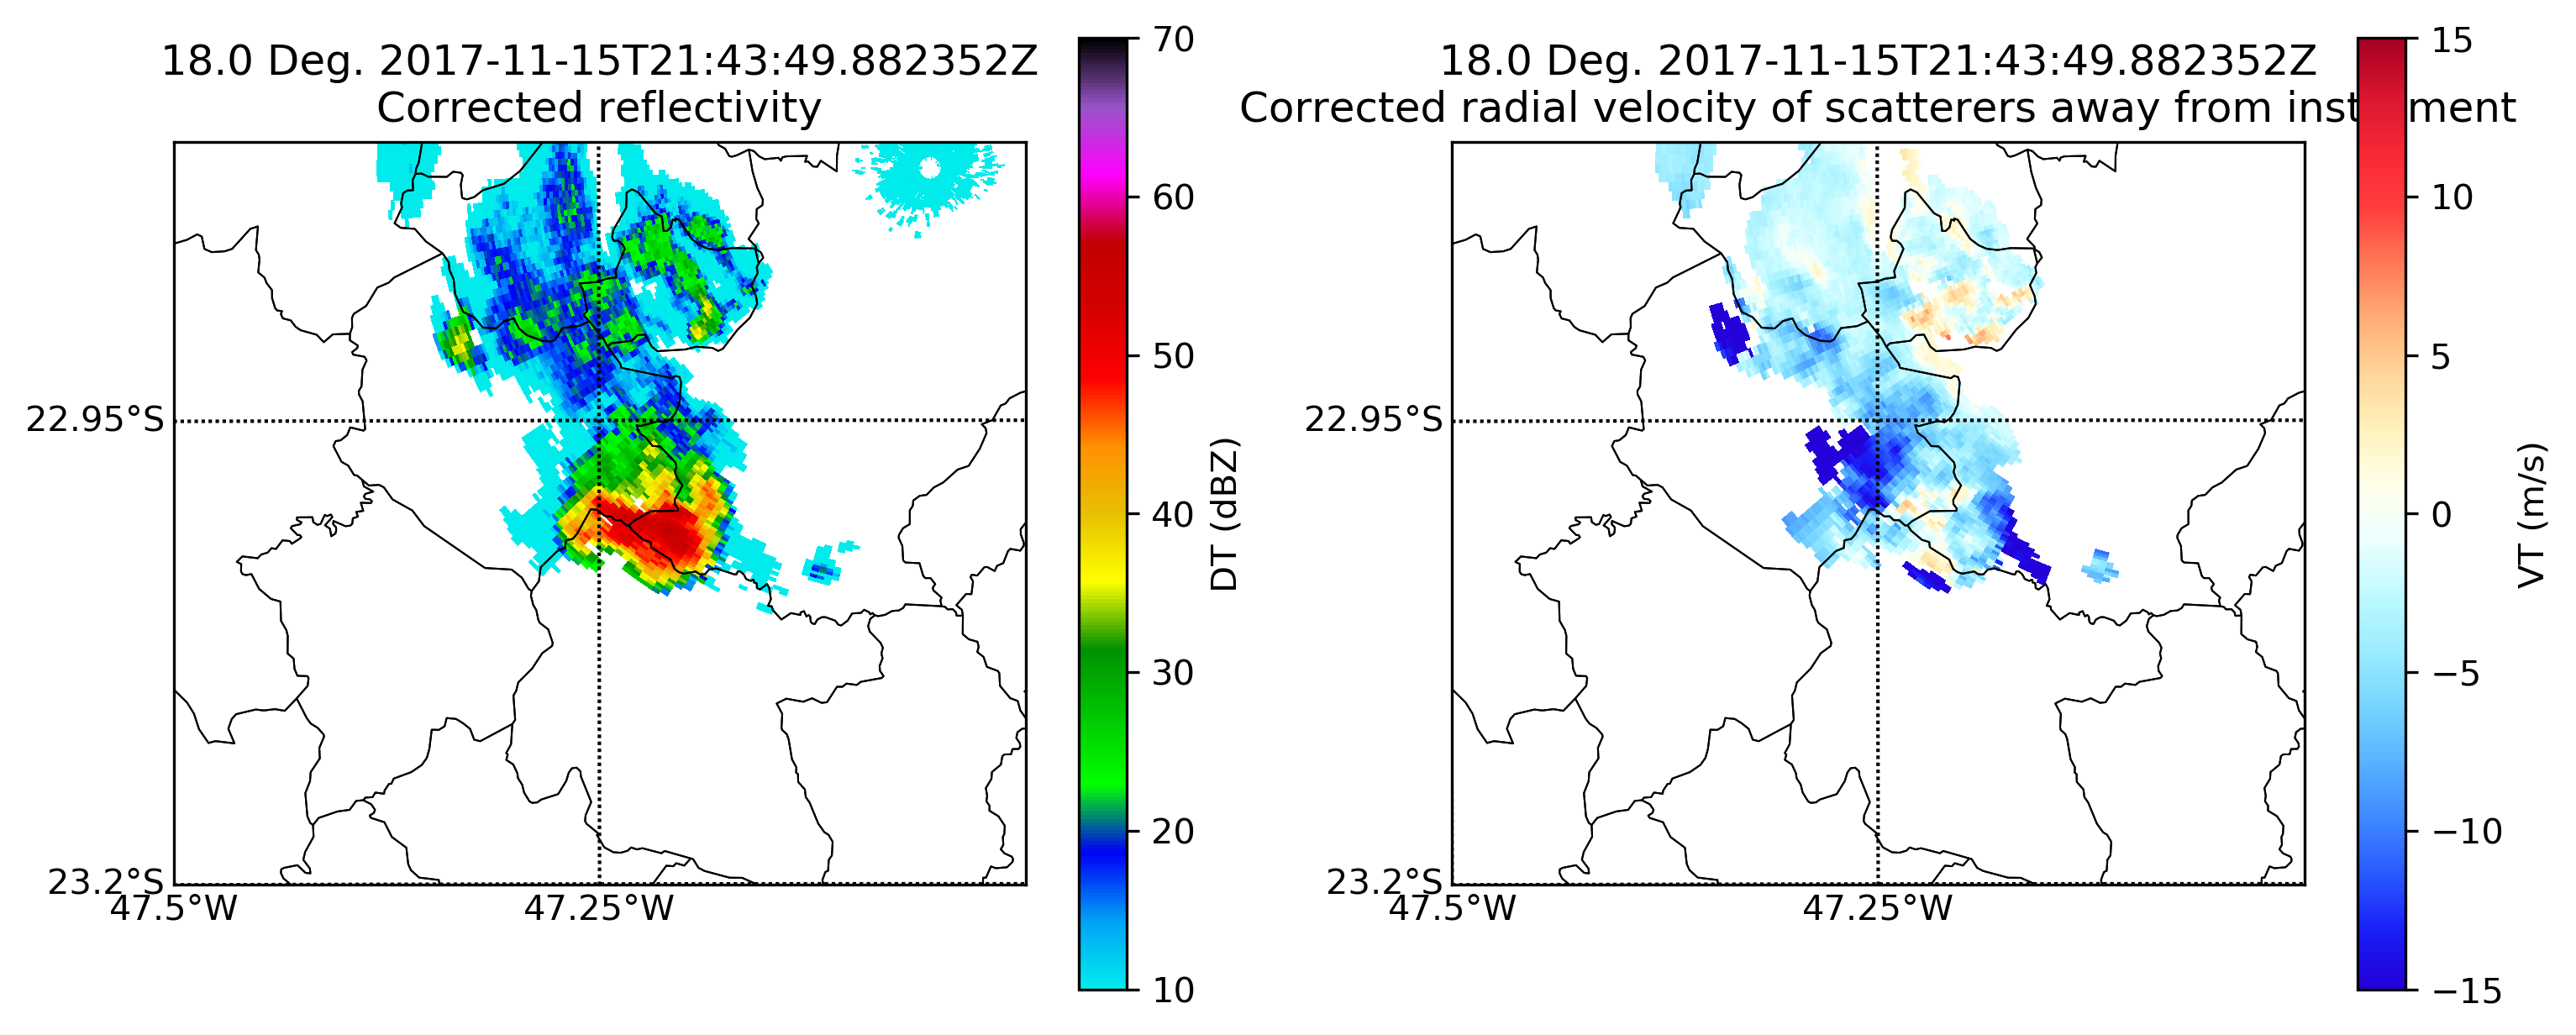 18.0 Deg. 2017-11-15T21:43:49.882352Z
Corrected reflectivity
22.95°S
23.2°S
47.5°W
47.25°W
70
60
50
40
30
20
10
DT (dBZ)
18.0 Deg. 2017-11-15T21:43:49.882352Z
Corrected radial velocity of scatterers away from inst ment
22.95°S
23.2°S
47.5°W
47.25°W
15
10
5
0
−5
−10
−15
VT (m/s)